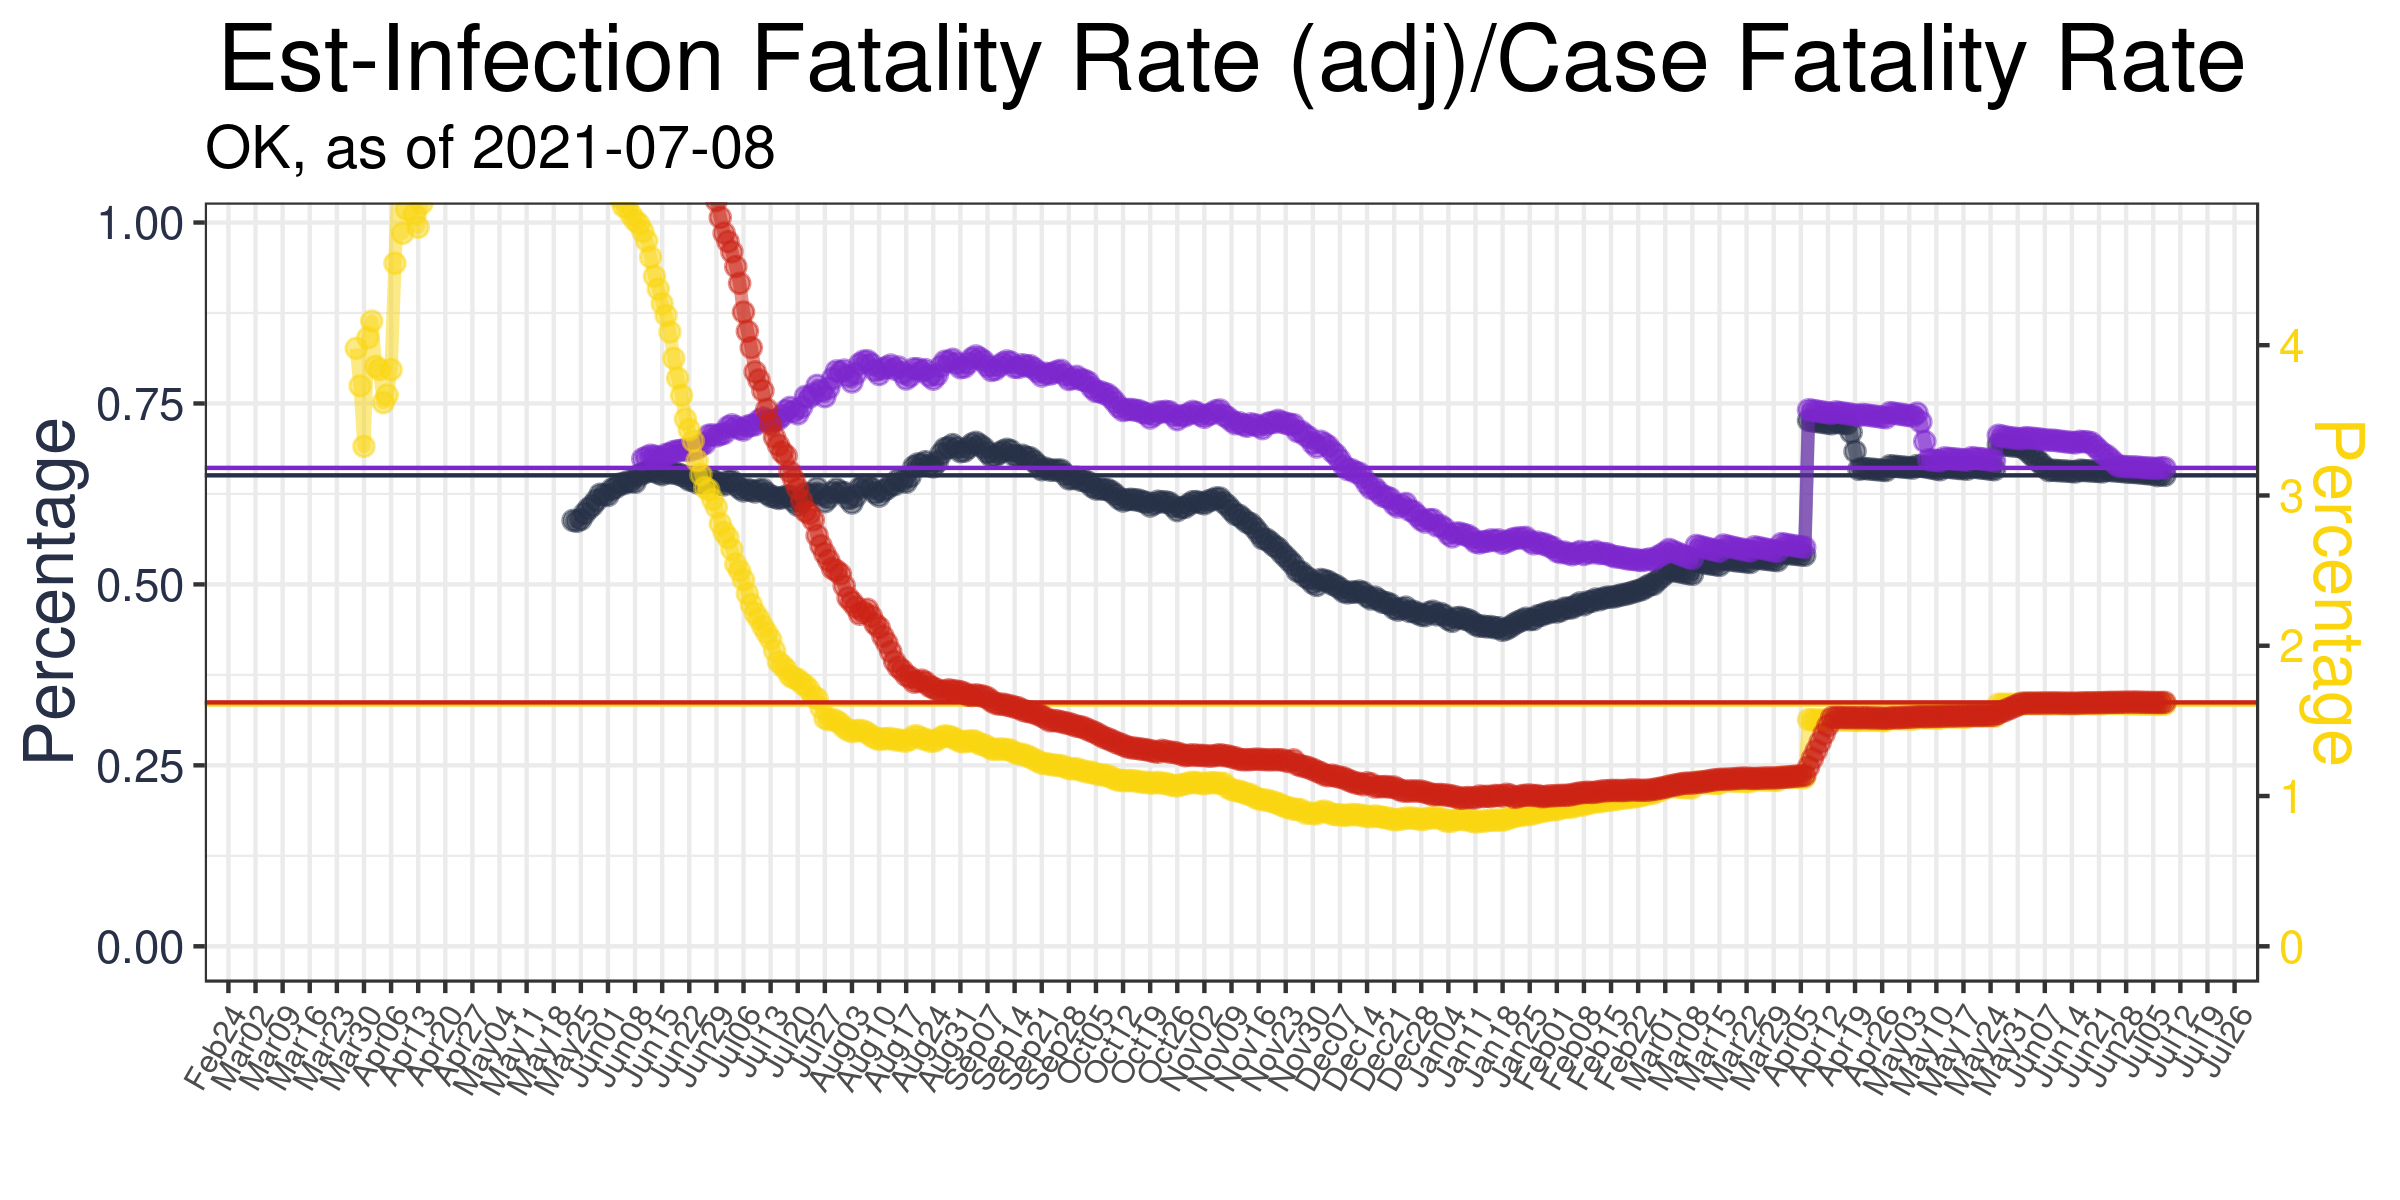 Est-Infection Fatality Rate (adj)/Case Fatality Rate
OK, as of 2021-07-08
Percentage
1.00
0.75
0.50
0.25
0.00
4
3
2
1
0
Percentage
Feb24
Mar02
Mar09
Mar16
Mar23
Mar30
Apr06
Apr13
Apr20
Apr27
May04
May11
May18
May25
Jun01
Jun08
Jun15
Jun22
Jun29
Jul06
Jul13
Jul20
Jul27
Aug03
Aug10
Aug17
Aug24
Aug31
Sep07
Sep14
Sep21
Sep28
Oct05
Oct12
Oct19
Oct26
Nov02
Nov09
Nov16
Nov23
Nov30
Dec07
Dec14
Dec21
Dec28
Jan04
Jan11
Jan18
Jan25
Feb01
Feb08
Feb15
Feb22
Mar01
Mar08
Mar15
Mar22
Mar29
Apr05
Apr12
Apr19
Apr26
May03
May10
May17
May24
May31
Jun07
Jun14
Jun21
Jun28
Jul05
Jul12
Jul19
Jul26